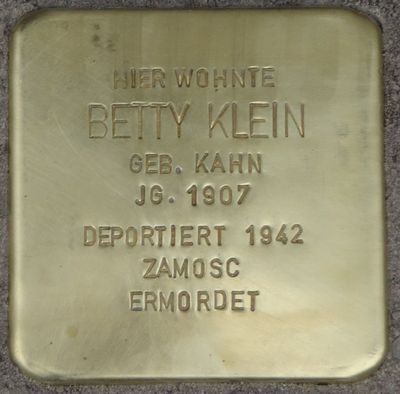 HIER WOHNTE
BETTY KLEIN
GEB. KAHN
JG. 1907
DEPORTIERT 1942
ZAMOSC
ERMORDET